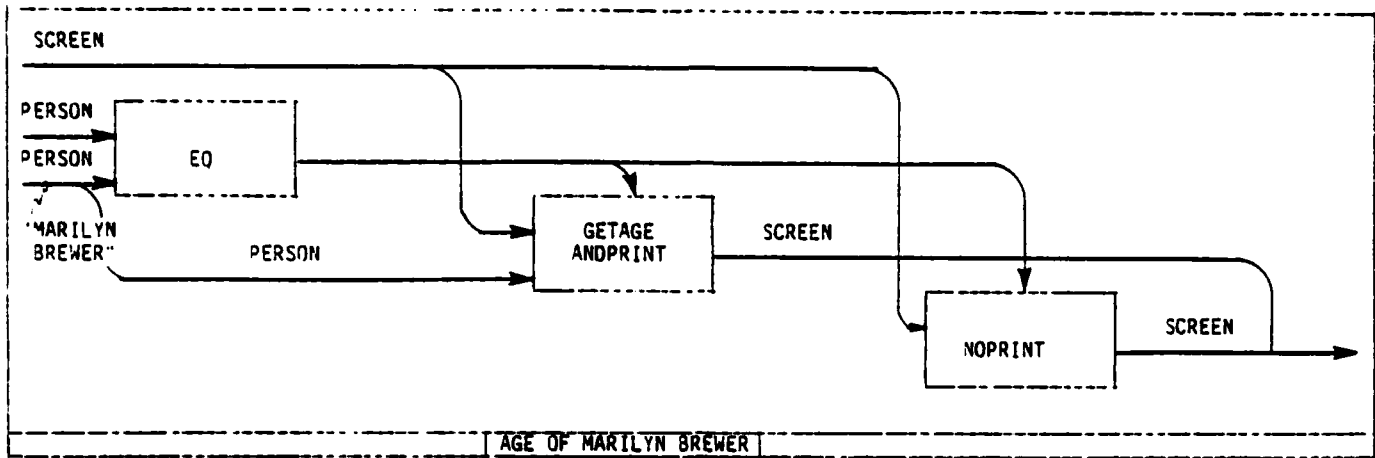 SCREEN
PERSON
PERSON
EQ
"MARILYN
BREWER"
PERSON
GETAGE
ANDPRINT
SCREEN
NOPRINT
SCREEN
AGE OF MARILYN BREWER